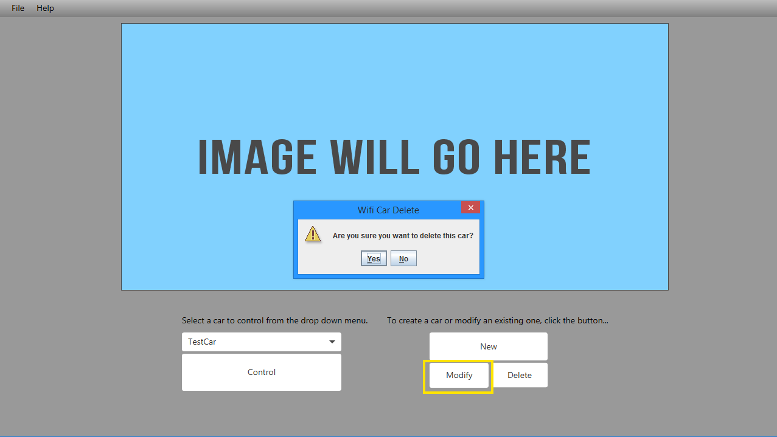 File Help
IMAGE WILL GO HERE
Wifi Car Delete
Are you sure you want to delete this car?
Yes No
Select a car to control from the drop down menu. To create a car or modify an existing one, click the button...
TestCar
New
Control
Modify Delete